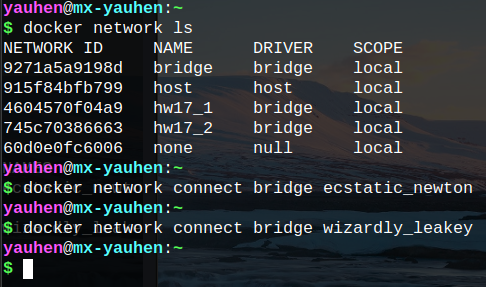 yauhen@mx-yauhen:~
$ docker network ls
NETWORK ID     NAME      DRIVER    SCOPE
9271a5a9198d   bridge    bridge    local
915f84bfb799   host      host      local
4604570f04a9   hw17_1    bridge    local
745c70386663   hw17_2    bridge    local
60d0e0fc6006   none      null      local
yauhen@mx-yauhen:~
$ docker network connect bridge ecstatic_newton
yauhen@mx-yauhen:~
$ docker network connect bridge wizardly_leakey
yauhen@mx-yauhen:~
$